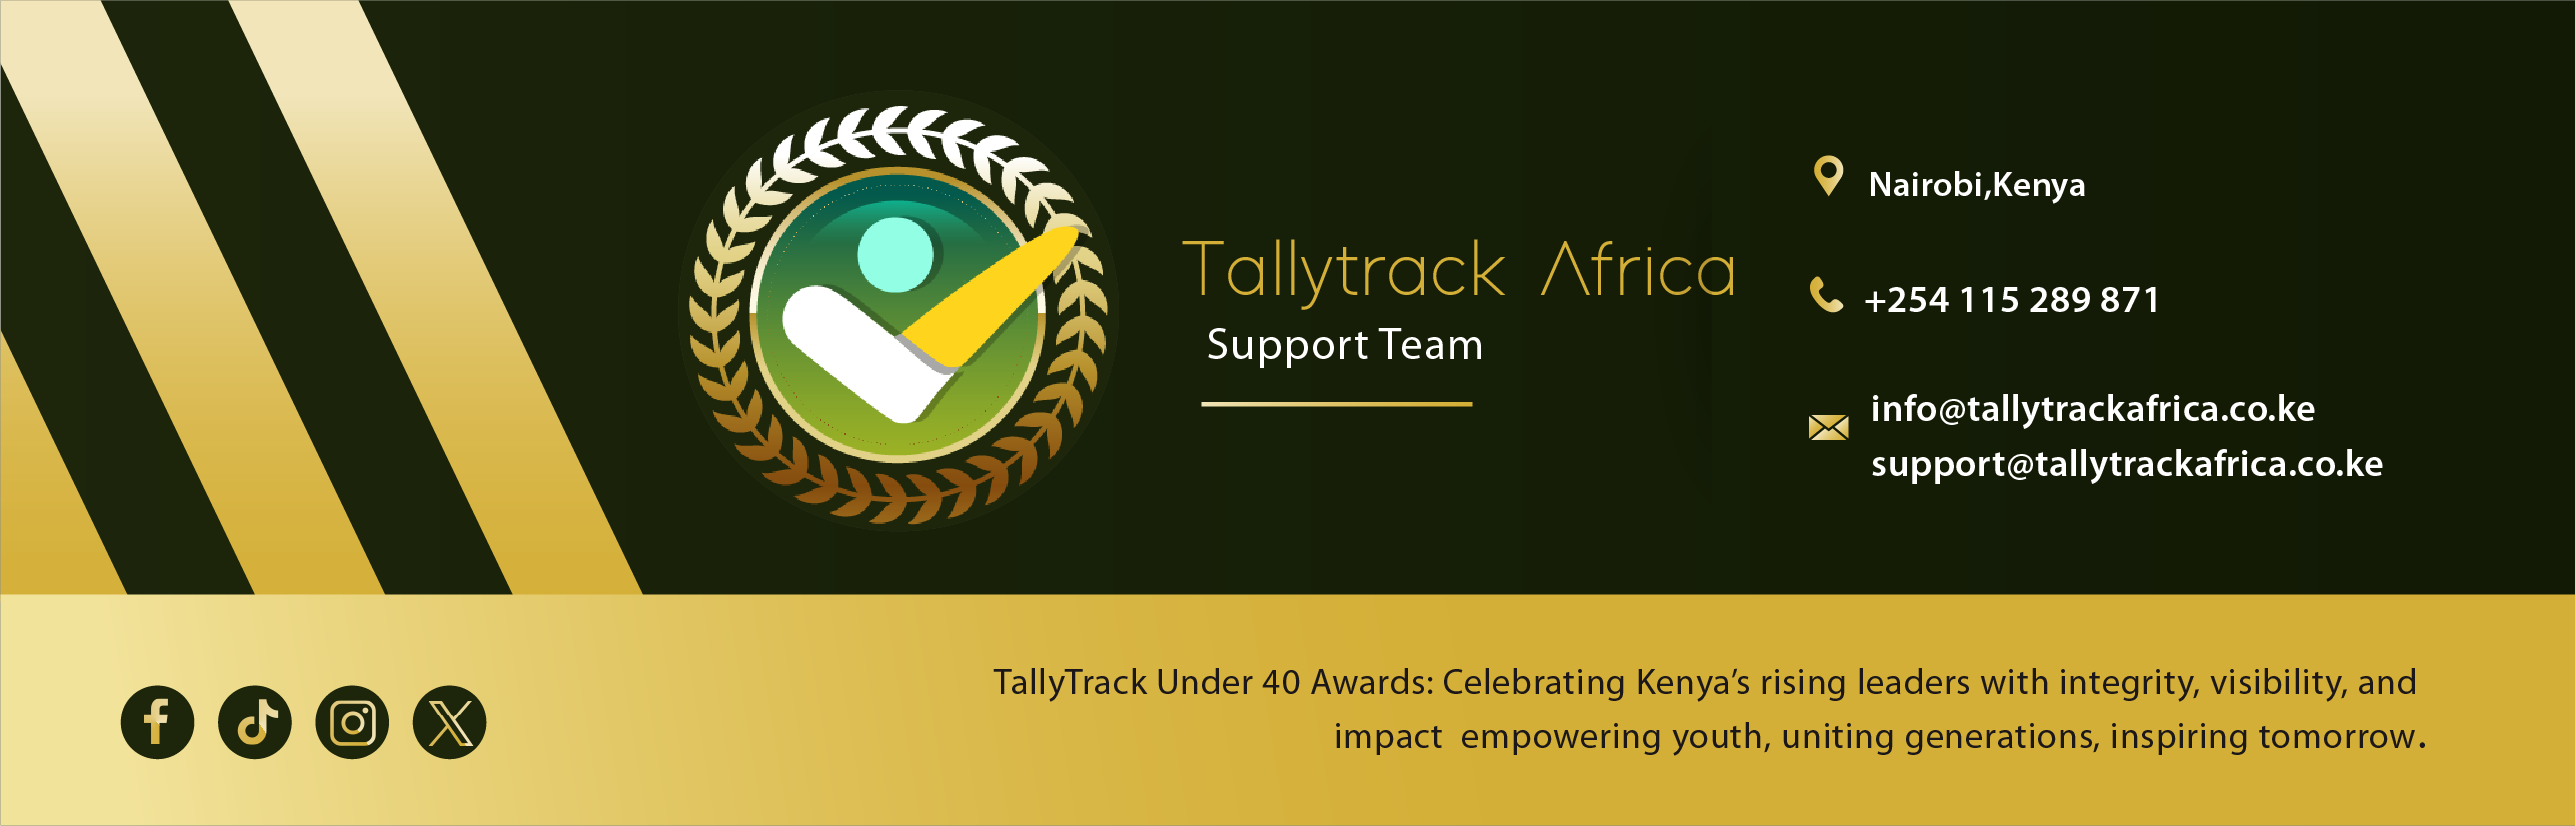 Tallytrack Africa
Support Team
Nairobi,Kenya
+254 115 289 871
info@tallytrackafrica.co.ke
support@tallytrackafrica.co.ke
TallyTrack Under 40 Awards: Celebrating Kenya’s rising leaders with integrity, visibility, and
impact  empowering youth, uniting generations, inspiring tomorrow.